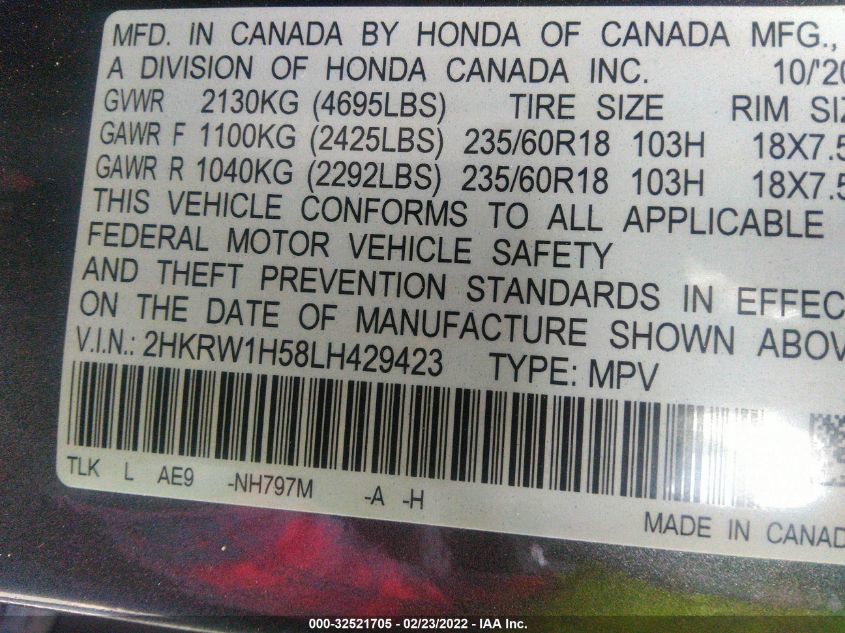 MFD. IN CANADA BY HONDA OF CANADA MFG.,
A DIVISION OF HONDA CANADA INC. 10/'20
GVWR 2130KG (4695LBS) TIRE SIZE RIM SIZ
GAWR F 1100KG (2425LBS) 235/60R18 103H 18X7.5
GAWR R 1040KG (2292LBS) 235/60R18 103H 18X7.5
THIS VEHICLE CONFORMS TO ALL APPLICABLE
FEDERAL MOTOR VEHICLE SAFETY
AND THEFT PREVENTION STANDARDS IN EFFEC
ON THE DATE OF MANUFACTURE SHOWN ABOV
V.I.N.: 2HKRW1H58LH429423 TYPE: MPV
TLK L AE9 -NH797M -A -H
MADE IN CANAD
000-32521705 - 02/23/2022 - IAA Inc.